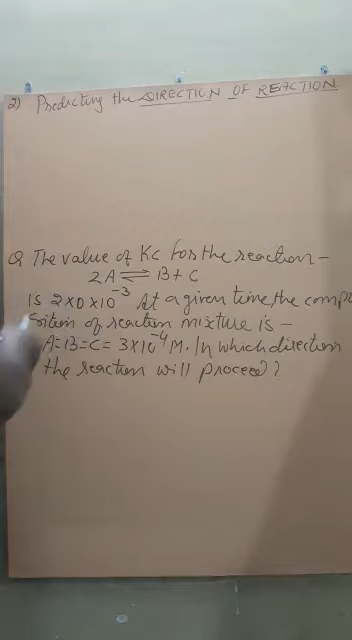 2) Predicting the DIRECTION OF REACTION
Q The value of Kc for the reaction -
2A ⇌ B + C
is 2×0×10⁻³ At a given time, the compo
sition of reaction mixture is -
A=B=C= 3×10⁻⁴M. In which direction
the reaction will proceed?